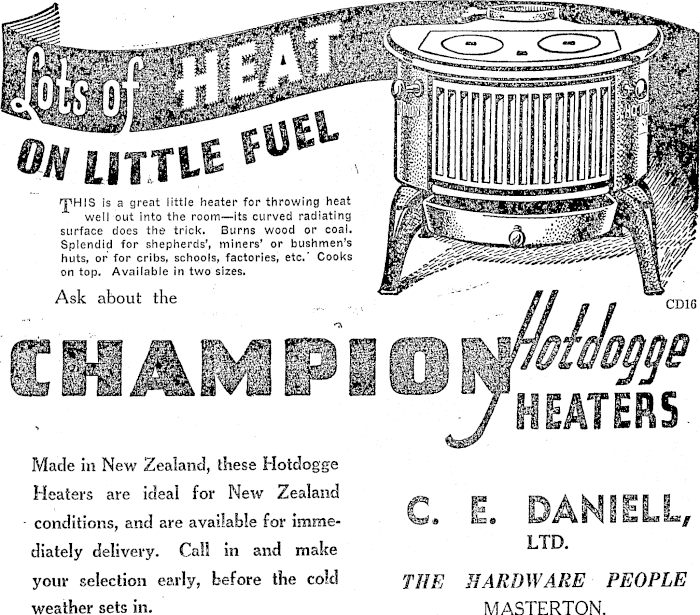 Lots of HEAT
ON LITTLE FUEL
THIS is a great little heater for throwing heat
well out into the room—its curved radiating
surface does the trick. Burns wood or coal.
Splendid for shepherds', miners' or bushmen's
huts, or for cribs, schools, factories, etc. Cooks
on top. Available in two sizes.
Ask about the
CD16
CHAMPION Hotdogge
HEATERS
Made in New Zealand, these Hotdogge
Heaters are ideal for New Zealand
conditions, and are available for imme-
diately delivery. Call in and make
your selection early, before the cold
weather sets in.
C. E. DANIELL,
LTD.
THE HARDWARE PEOPLE
MASTERTON.